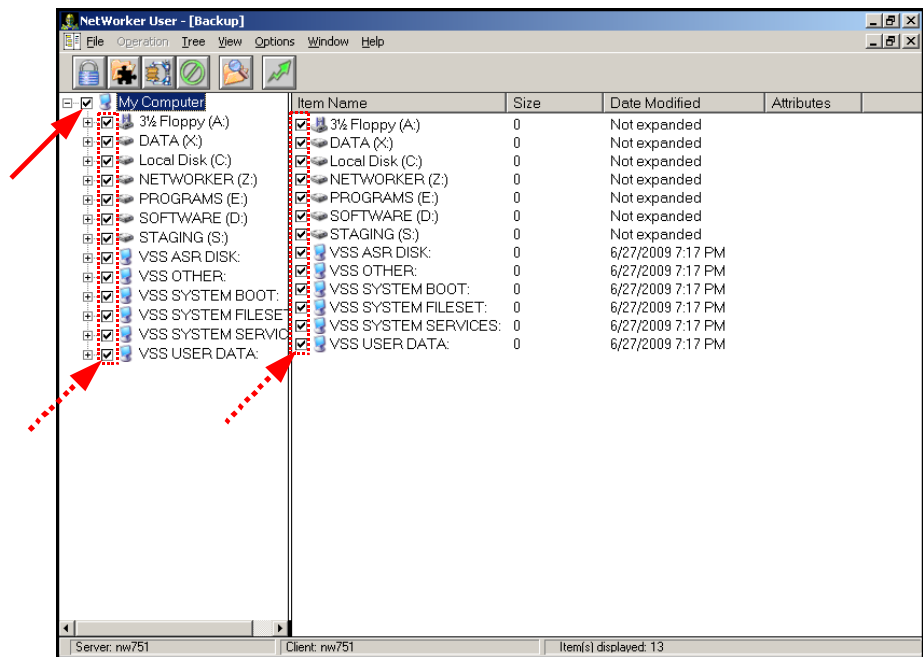 NetWorker User - [Backup]
File Operation Tree View Options Window Help
My Computer
3½ Floppy (A:)
DATA (X:)
Local Disk (C:)
NETWORKER (Z:)
PROGRAMS (E:)
SOFTWARE (D:)
STAGING (S:)
VSS ASR DISK:
VSS OTHER:
VSS SYSTEM BOOT:
VSS SYSTEM FILESET
VSS SYSTEM SERVIC
VSS USER DATA:
Item Name Size Date Modified Attributes
3½ Floppy (A:) 0 Not expanded
DATA (X:) 0 Not expanded
Local Disk (C:) 0 Not expanded
NETWORKER (Z:) 0 Not expanded
PROGRAMS (E:) 0 Not expanded
SOFTWARE (D:) 0 Not expanded
STAGING (S:) 0 Not expanded
VSS ASR DISK: 0 6/27/2009 7:17 PM
VSS OTHER: 0 6/27/2009 7:17 PM
VSS SYSTEM BOOT: 0 6/27/2009 7:17 PM
VSS SYSTEM FILESET: 0 6/27/2009 7:17 PM
VSS SYSTEM SERVICES: 0 6/27/2009 7:17 PM
VSS USER DATA: 0 6/27/2009 7:17 PM
Server: nw751 Client: nw751 Item(s) displayed: 13